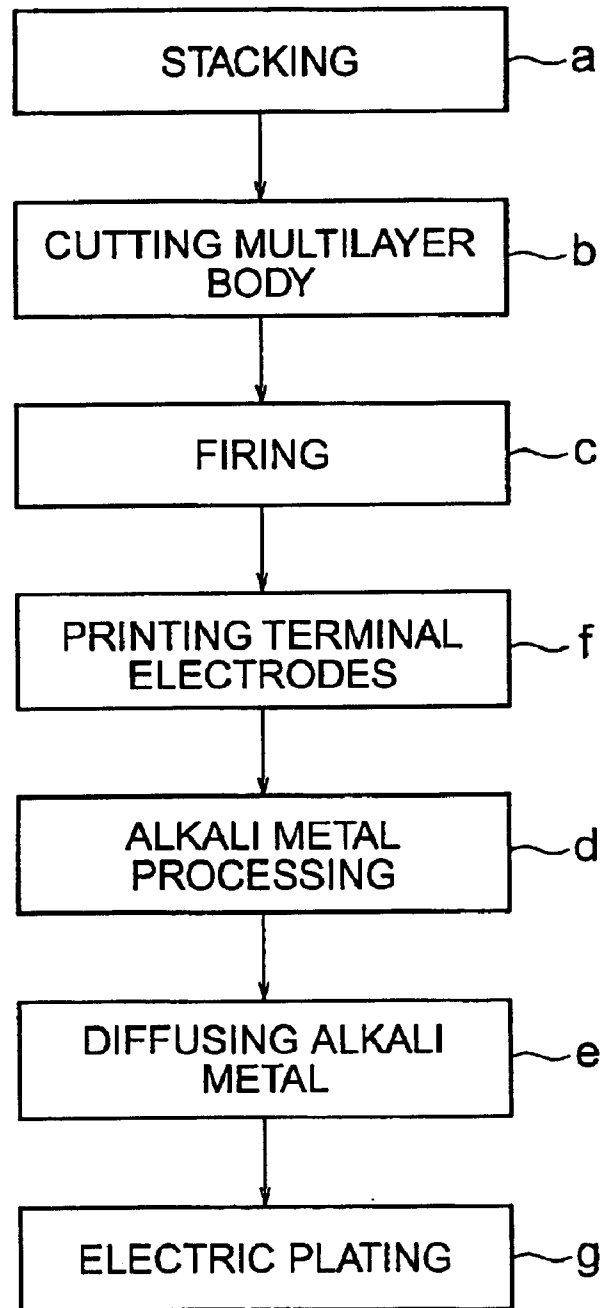 STACKING
a
CUTTING MULTILAYER
BODY
b
FIRING
c
PRINTING TERMINAL
ELECTRODES
f
ALKALI METAL
PROCESSING
d
DIFFUSING ALKALI
METAL
e
ELECTRIC PLATING
g